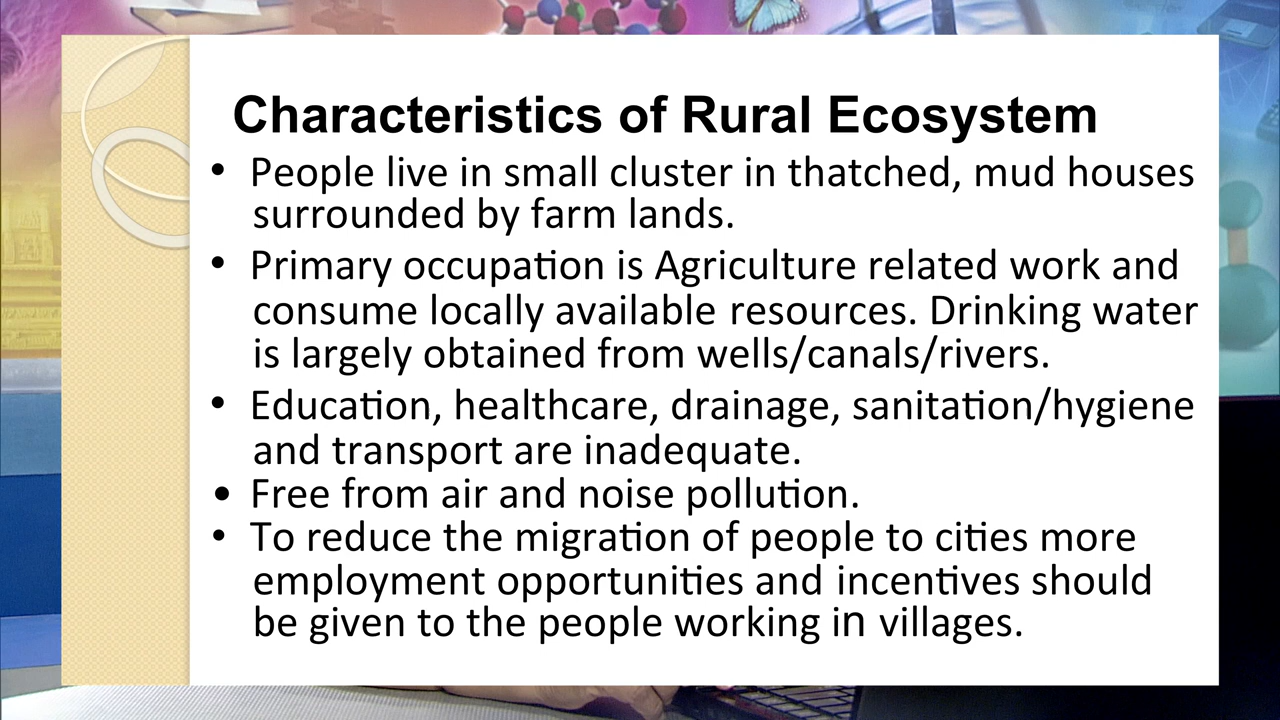 Characteristics of Rural Ecosystem
• People live in small cluster in thatched, mud houses
surrounded by farm lands.
• Primary occupation is Agriculture related work and
consume locally available resources. Drinking water
is largely obtained from wells/canals/rivers.
• Education, healthcare, drainage, sanitation/hygiene
and transport are inadequate.
• Free from air and noise pollution.
• To reduce the migration of people to cities more
employment opportunities and incentives should
be given to the people working in villages.